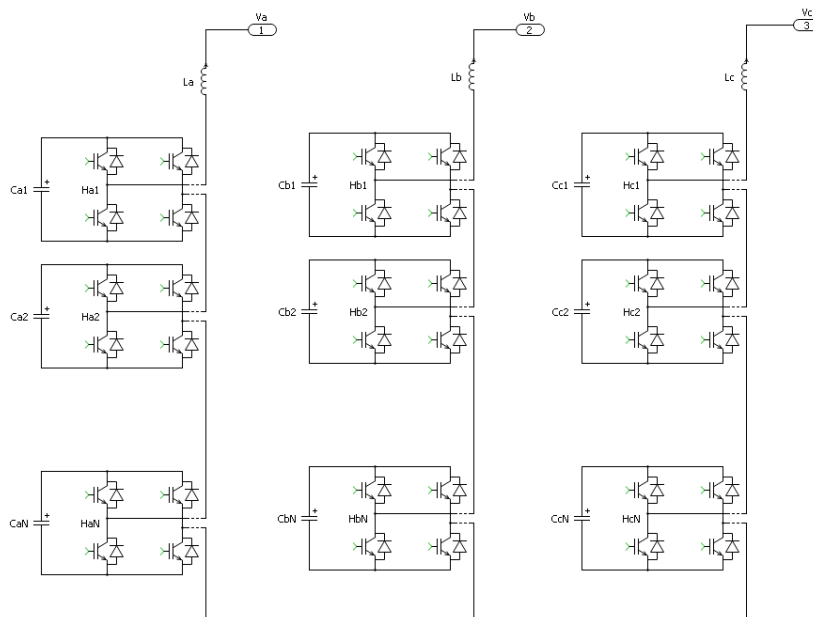 Va
1
Vb
2
Vc
3
La
Lb
Lc
+
Ca1
Ha1
+
Cb1
Hb1
+
Cc1
Hc1
+
Ca2
Ha2
+
Cb2
Hb2
+
Cc2
Hc2
+
CaN
HaN
+
CbN
HbN
+
CcN
HcN